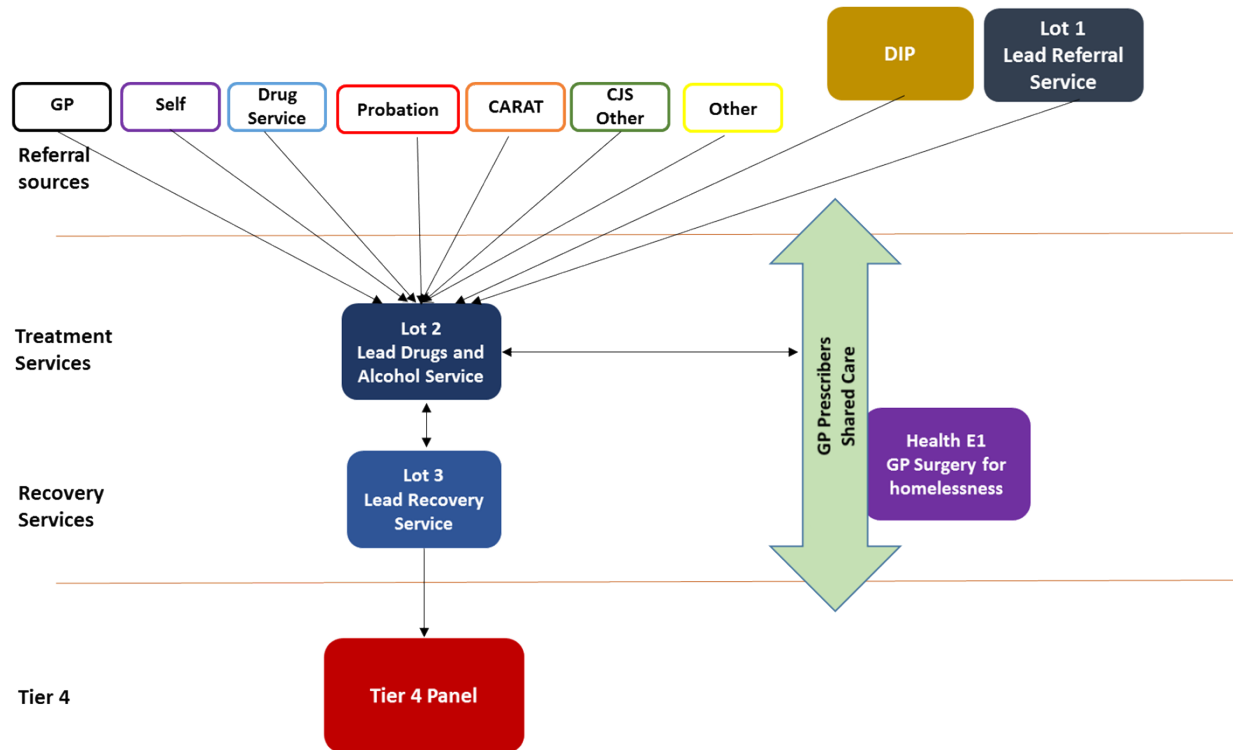 DIP
Lot 1
Lead Referral
Service
GP
Self
Drug
Service
Probation
CARAT
CJS
Other
Other
Referral
sources
Treatment
Services
Lot 2
Lead Drugs and
Alcohol Service
GP Prescribers
Shared Care
Health E1
GP Surgery for
homelessness
Recovery
Services
Lot 3
Lead Recovery
Service
Tier 4
Tier 4 Panel